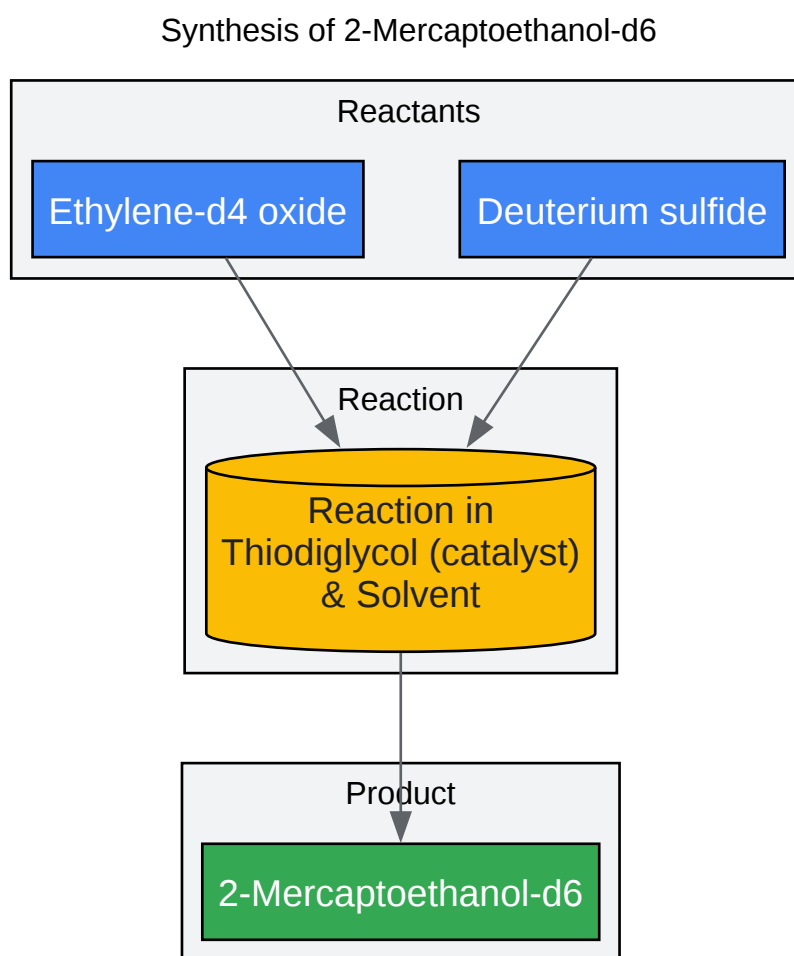 Synthesis of 2-Mercaptoethanol-d6
Reactants
Ethylene-d4 oxide
Deuterium sulfide
Reaction
Reaction in
Thiodiglycol (catalyst)
& Solvent
Product
2-Mercaptoethanol-d6